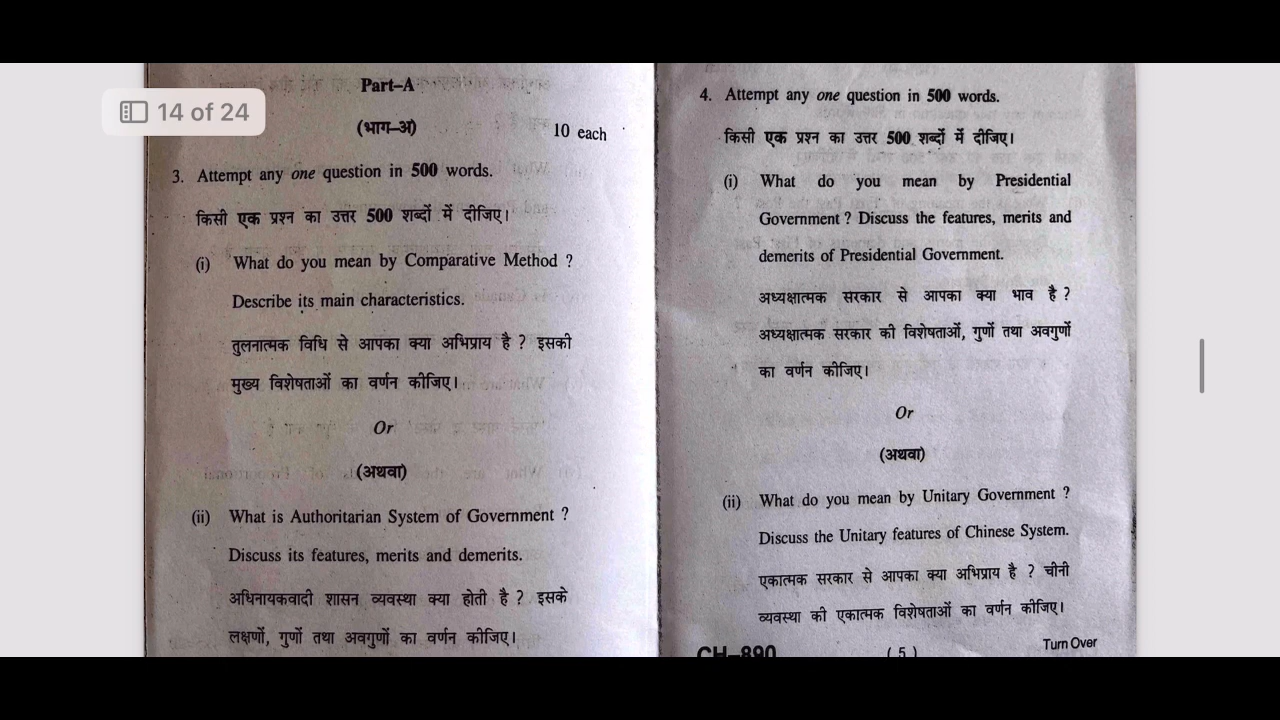 14 of 24
Part–A
(भाग–अ)
10 each
3. Attempt any one question in 500 words.
किसी एक प्रश्न का उत्तर 500 शब्दों में दीजिए।
(i) What do you mean by Comparative Method ?
Describe its main characteristics.
तुलनात्मक विधि से आपका क्या अभिप्राय है ? इसकी
मुख्य विशेषताओं का वर्णन कीजिए।
Or
(अथवा)
(ii) What is Authoritarian System of Government ?
Discuss its features, merits and demerits.
अधिनायकवादी शासन व्यवस्था क्या होती है ? इसके
लक्षणों, गुणों तथा अवगुणों का वर्णन कीजिए।
4. Attempt any one question in 500 words.
किसी एक प्रश्न का उत्तर 500 शब्दों में दीजिए।
(i) What do you mean by Presidential
Government ? Discuss the features, merits and
demerits of Presidential Government.
अध्यक्षात्मक सरकार से आपका क्या भाव है ?
अध्यक्षात्मक सरकार की विशेषताओं, गुणों तथा अवगुणों
का वर्णन कीजिए।
Or
(अथवा)
(ii) What do you mean by Unitary Government ?
Discuss the Unitary features of Chinese System.
एकात्मक सरकार से आपका क्या अभिप्राय है ? चीनी
व्यवस्था की एकात्मक विशेषताओं का वर्णन कीजिए।
CH–890 ( 5 ) Turn Over